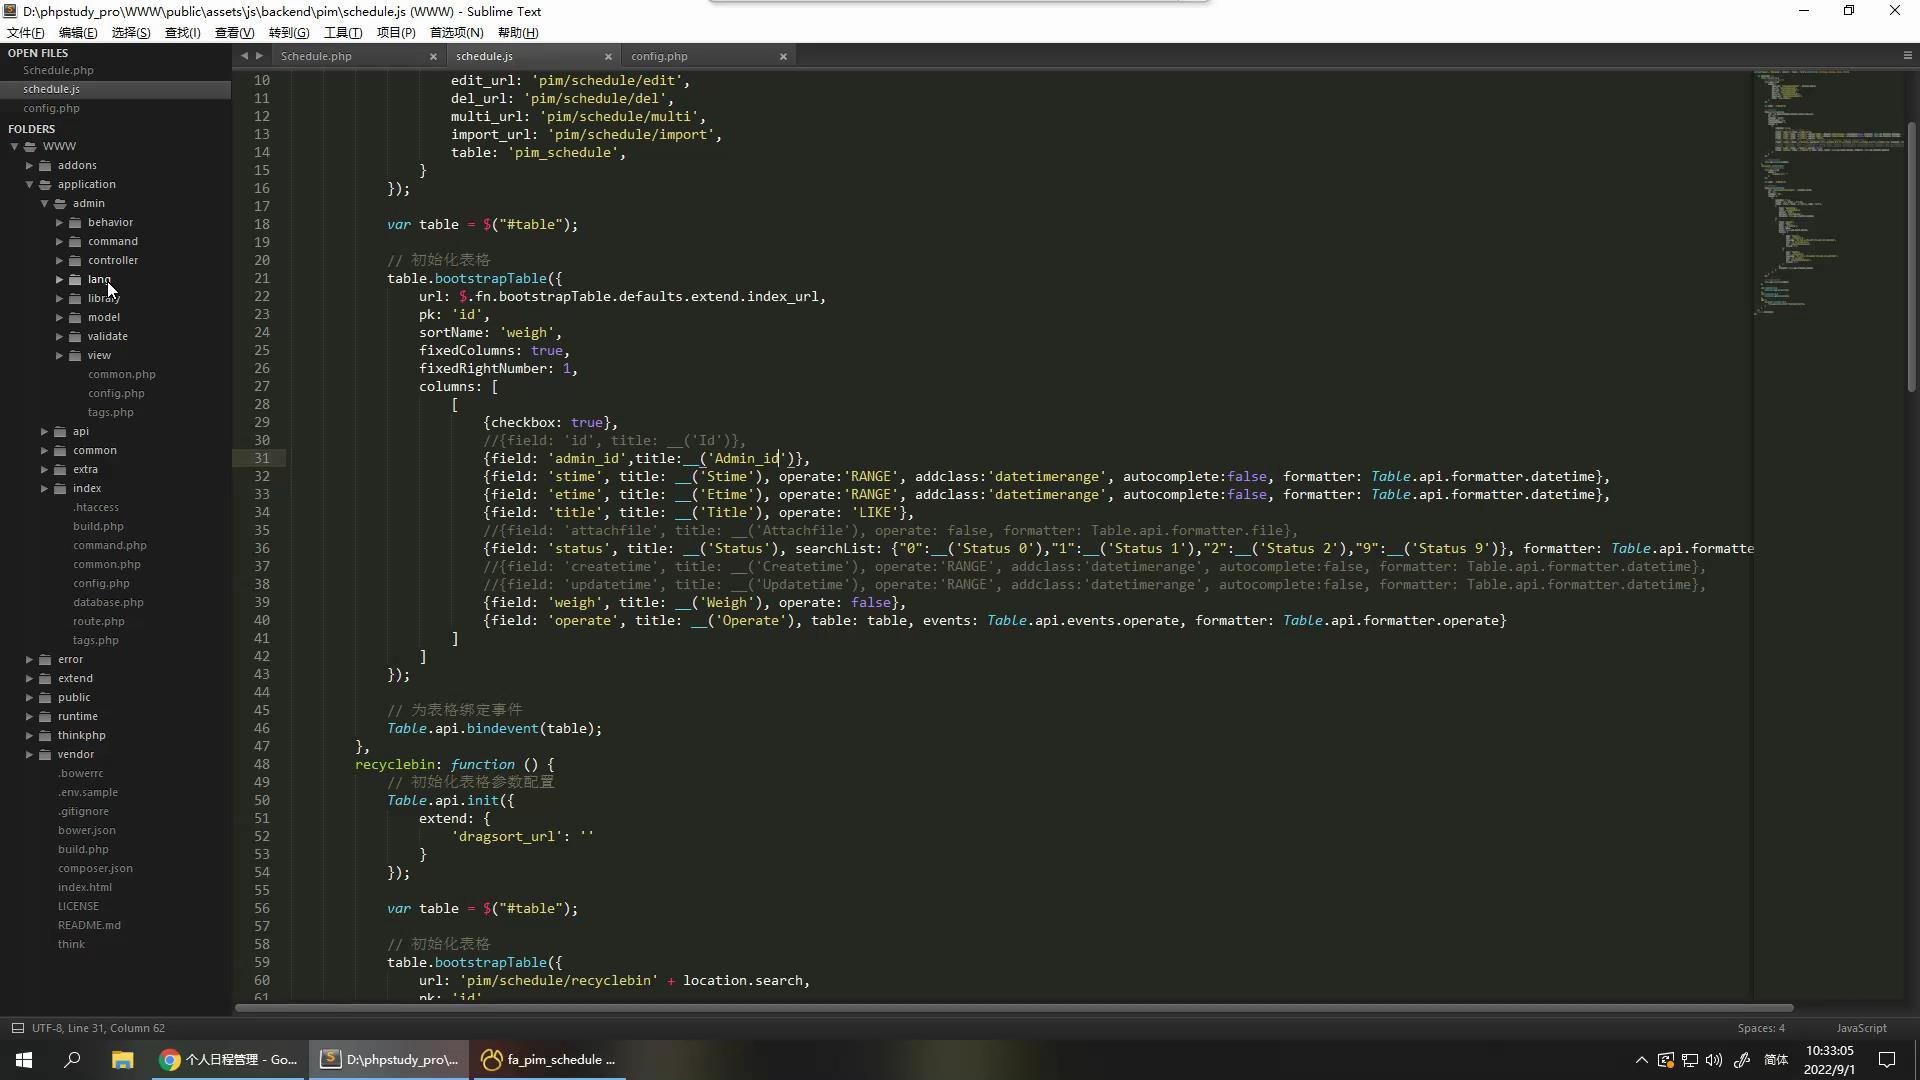 D:\phpstudy_pro\WWW\public\assets\js\backend\pim\schedule.js (WWW) - Sublime Text
文件(F) 编辑(E) 选择(S) 查找(I) 查看(V) 转到(G) 工具(T) 项目(P) 首选项(N) 帮助(H)
OPEN FILES
Schedule.php
schedule.js
config.php
FOLDERS
WWW
addons
application
admin
behavior
command
controller
lang
library
model
validate
view
common.php
config.php
tags.php
api
common
extra
index
.htaccess
build.php
command.php
common.php
config.php
database.php
route.php
tags.php
error
extend
public
runtime
thinkphp
vendor
.bowerrc
.env.sample
.gitignore
bower.json
build.php
composer.json
index.html
LICENSE
README.md
think
Schedule.php schedule.js config.php
10 edit_url: 'pim/schedule/edit',
11 del_url: 'pim/schedule/del',
12 multi_url: 'pim/schedule/multi',
13 import_url: 'pim/schedule/import',
14 table: 'pim_schedule',
15 }
16 });
17
18 var table = $("#table");
19
20 // 初始化表格
21 table.bootstrapTable({
22 url: $.fn.bootstrapTable.defaults.extend.index_url,
23 pk: 'id',
24 sortName: 'weigh',
25 fixedColumns: true,
26 fixedRightNumber: 1,
27 columns: [
28 [
29 {checkbox: true},
30 //{field: 'id', title: __('Id')},
31 {field: 'admin_id',title:__('Admin_id')},
32 {field: 'stime', title: __('Stime'), operate:'RANGE', addclass:'datetimerange', autocomplete:false, formatter: Table.api.formatter.datetime},
33 {field: 'etime', title: __('Etime'), operate:'RANGE', addclass:'datetimerange', autocomplete:false, formatter: Table.api.formatter.datetime},
34 {field: 'title', title: __('Title'), operate: 'LIKE'},
35 //{field: 'attachfile', title: __('Attachfile'), operate: false, formatter: Table.api.formatter.file},
36 {field: 'status', title: __('Status'), searchList: {"0":__('Status 0'),"1":__('Status 1'),"2":__('Status 2'),"9":__('Status 9')}, formatter: Table.api.formatte
37 //{field: 'createtime', title: __('Createtime'), operate:'RANGE', addclass:'datetimerange', autocomplete:false, formatter: Table.api.formatter.datetime},
38 //{field: 'updatetime', title: __('Updatetime'), operate:'RANGE', addclass:'datetimerange', autocomplete:false, formatter: Table.api.formatter.datetime},
39 {field: 'weigh', title: __('Weigh'), operate: false},
40 {field: 'operate', title: __('Operate'), table: table, events: Table.api.events.operate, formatter: Table.api.formatter.operate}
41 ]
42 ]
43 });
44
45 // 为表格绑定事件
46 Table.api.bindevent(table);
47 },
48 recyclebin: function () {
49 // 初始化表格参数配置
50 Table.api.init({
51 extend: {
52 'dragsort_url': ''
53 }
54 });
55
56 var table = $("#table");
57
58 // 初始化表格
59 table.bootstrapTable({
60 url: 'pim/schedule/recyclebin' + location.search,
61 pk: 'id'
UTF-8, Line 31, Column 62 Spaces: 4 JavaScript
个人日程管理 - Go... D:\phpstudy_pro\... fa_pim_schedule ... 简体 10:33:05
2022/9/1